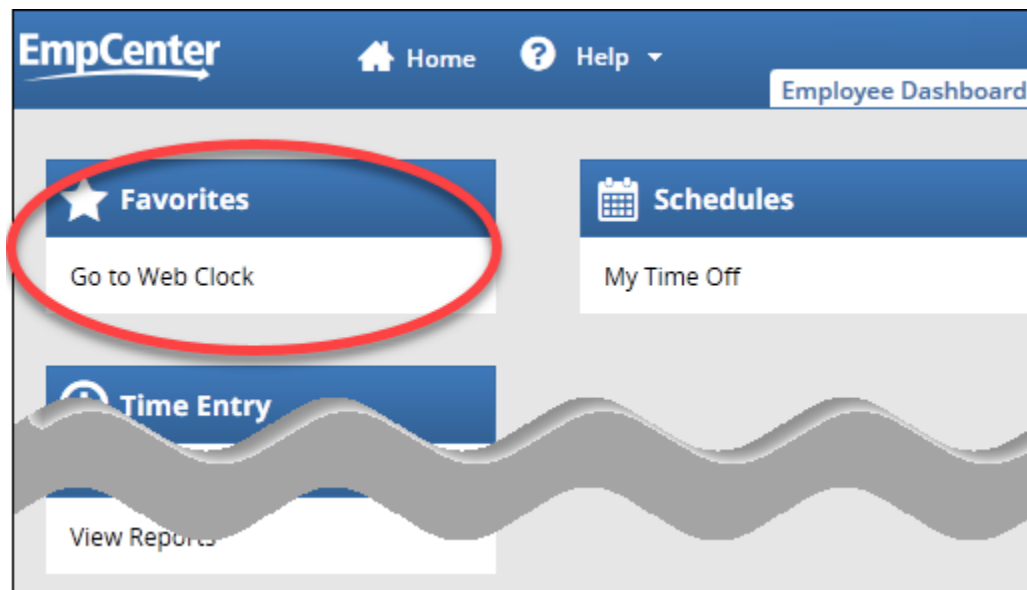 EmpCenter
Home
Help
Employee Dashboard
Favorites
Go to Web Clock
Schedules
My Time Off
Time Entry
View Reports